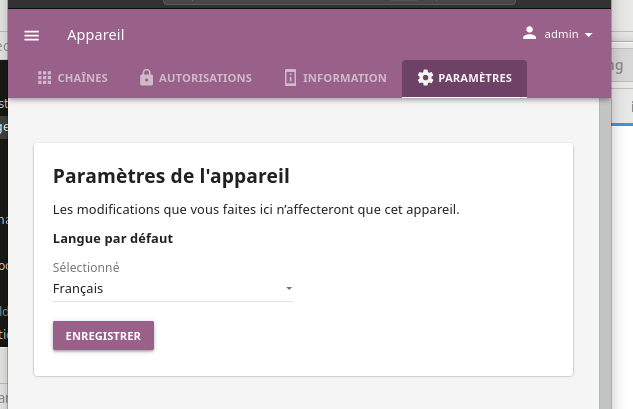 Appareil
admin
CHAÎNES
AUTORISATIONS
INFORMATION
PARAMÈTRES
Paramètres de l'appareil
Les modifications que vous faites ici n’affecteront que cet appareil.
Langue par défaut
Sélectionné
Français
ENREGISTRER